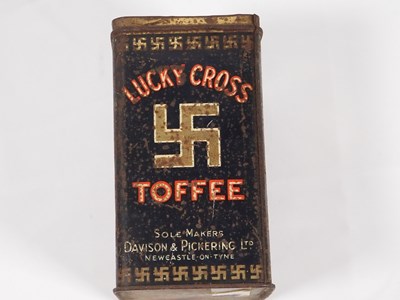 LUCKY CROSS
TOFFEE
SOLE MAKERS
DAVISON & PICKERING LTD
NEWCASTLE-ON-TYNE